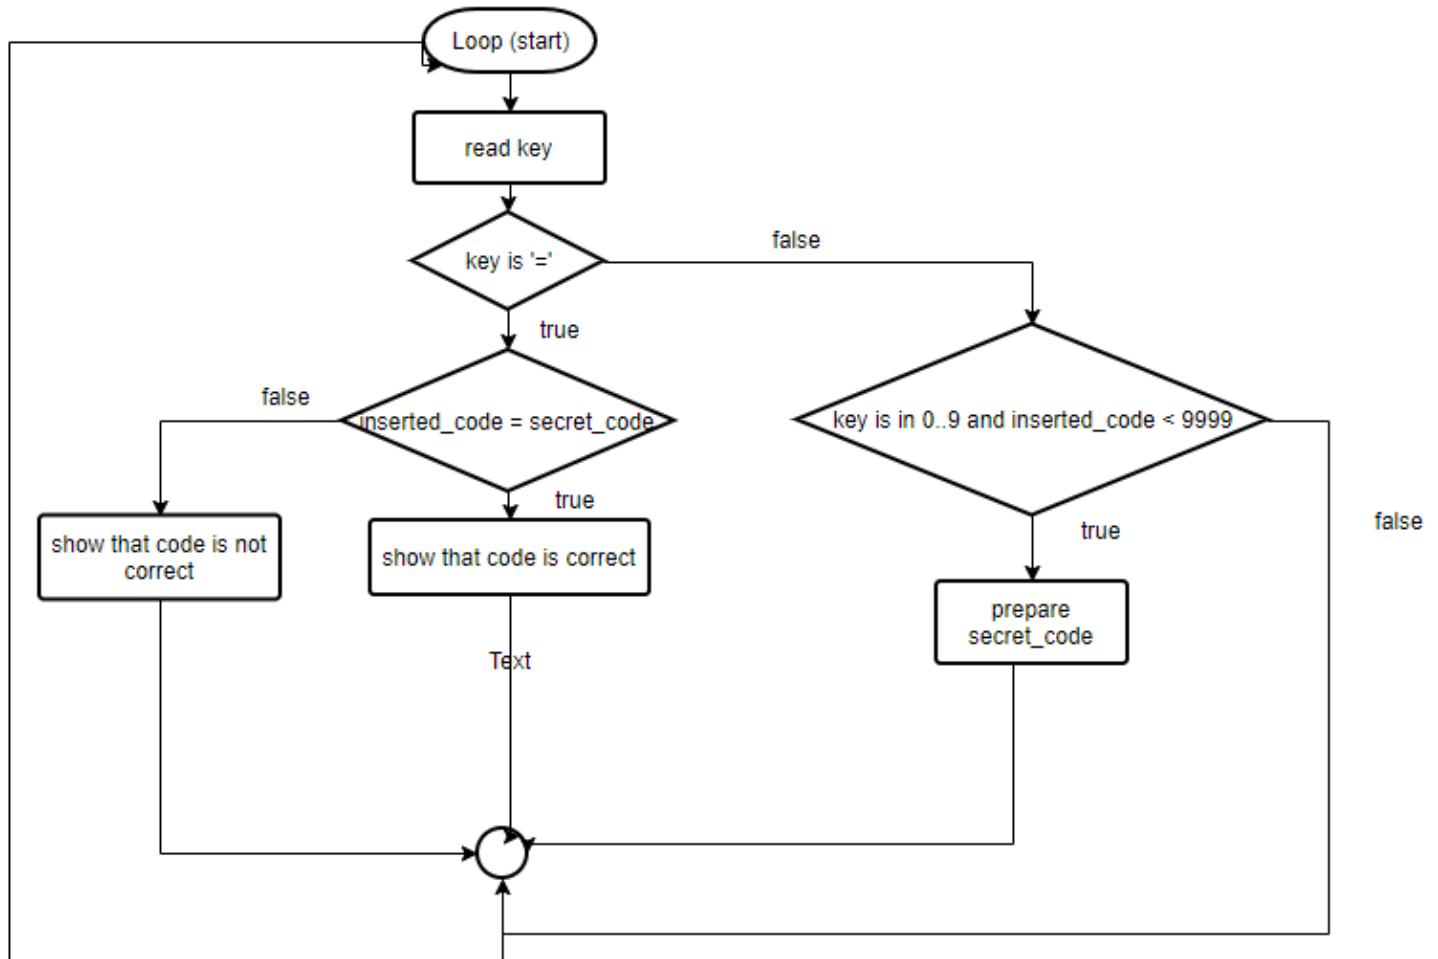 Loop (start)
read key
false
key is '='
true
false
inserted_code = secret_code
key is in 0..9 and inserted_code < 9999
true
false
true
show that code is not
correct
show that code is correct
prepare
secret_code
Text